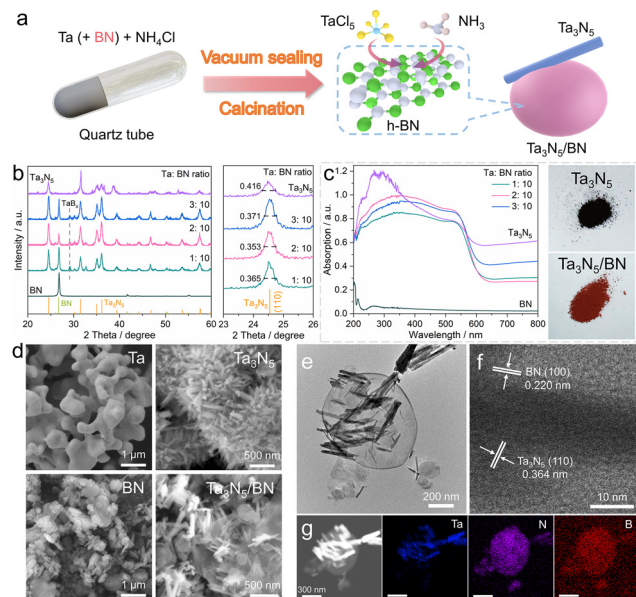 a
Ta (+ BN) + NH₄Cl
Quartz tube
Vacuum sealing
Calcination
TaCl₅
NH₃
h-BN
Ta₃N₅
Ta₃N₅/BN
b
Intensity / a.u.
Ta₃N₅
TaBₓ
Ta: BN ratio
3: 10
2: 10
1: 10
BN
BN
Ta₃N₅
20 30 40 50 60
2 Theta / degree
Ta: BN ratio
0.416
Ta₃N₅
0.371
3: 10
0.353
2: 10
0.365
1: 10
Ta₃N₅
(110)
23 24 25 26
2 Theta / degree
c
Absorption / a.u.
1.2
1.0
0.8
0.6
0.4
0.2
0.0
Ta: BN ratio
1: 10
2: 10
3: 10
Ta₃N₅
BN
200 300 400 500 600 700 800
Wavelength / nm
Ta₃N₅
Ta₃N₅/BN
d
Ta
1 μm
Ta₃N₅
500 nm
BN
1 μm
Ta₃N₅/BN
500 nm
e
200 nm
f
BN (100)
0.220 nm
Ta₃N₅ (110)
0.364 nm
10 nm
g
300 nm
Ta
N
B